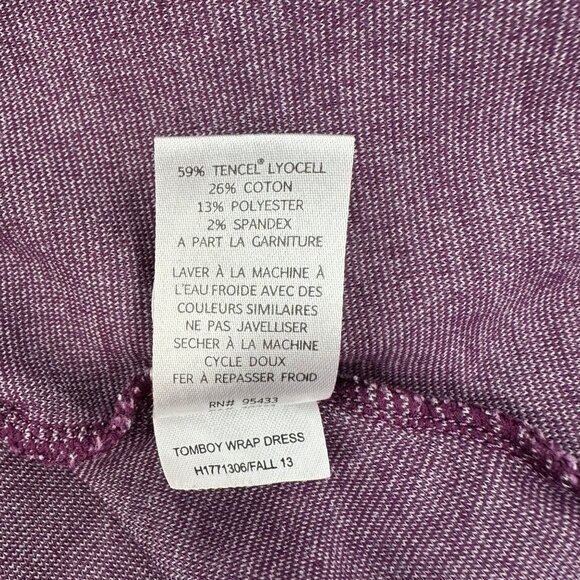 59% TENCEL® LYOCELL
26% COTON
13% POLYESTER
2% SPANDEX
A PART LA GARNITURE
LAVER À LA MACHINE À
L'EAU FROIDE AVEC DES
COULEURS SIMILAIRES
NE PAS JAVELLISER
SECHER À LA MACHINE
CYCLE DOUX
FER À REPASSER FROID
RN# 95433
TOMBOY WRAP DRESS
H1771306/FALL 13